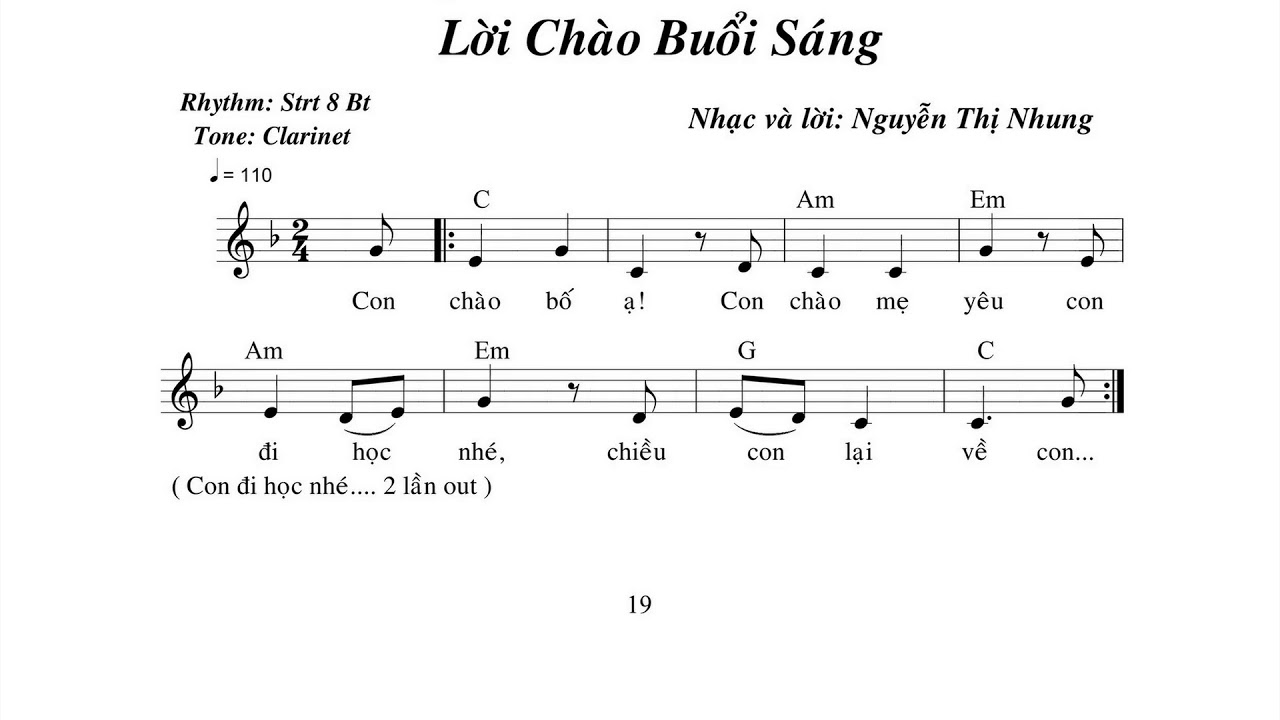 Lời Chào Buổi Sáng
Rhythm: Strt 8 Bt
Tone: Clarinet
Nhạc và lời: Nguyễn Thị Nhung
♩ = 110
C Am Em
2
4
Con chào bố ạ! Con chào mẹ yêu con
Am Em G C
đi học nhé, chiều con lại về con...
( Con đi học nhé.... 2 lần out )
19